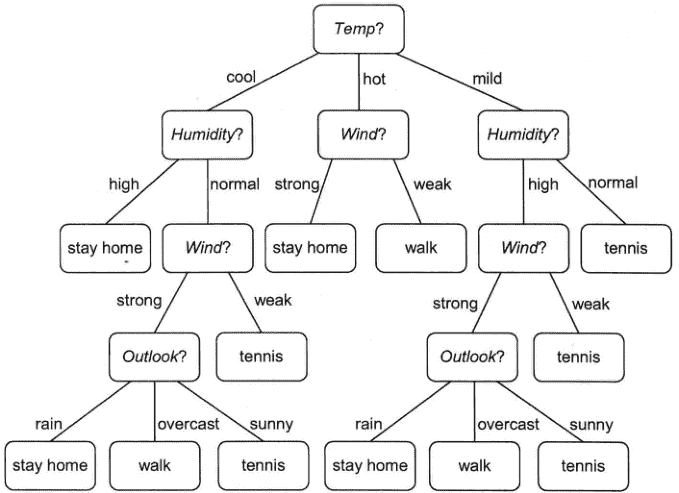 Temp?
cool
hot
mild
Humidity?
Wind?
Humidity?
high
normal
strong
weak
high
normal
stay home
Wind?
stay home
walk
Wind?
tennis
strong
weak
strong
weak
Outlook?
tennis
Outlook?
tennis
rain
overcast
sunny
rain
overcast
sunny
stay home
walk
tennis
stay home
walk
tennis